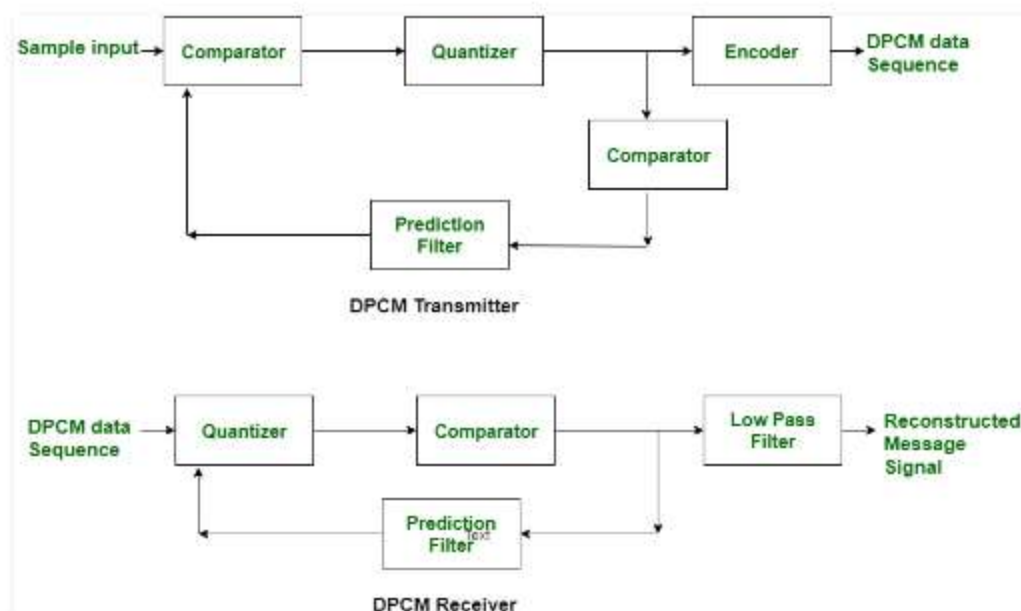 Sample input
Comparator
Quantizer
Encoder
DPCM data
Sequence
Comparator
Prediction
Filter
DPCM Transmitter
DPCM data
Sequence
Quantizer
Comparator
Low Pass
Filter
Reconstructed
Message
Signal
Prediction
Filter
Text
DPCM Receiver